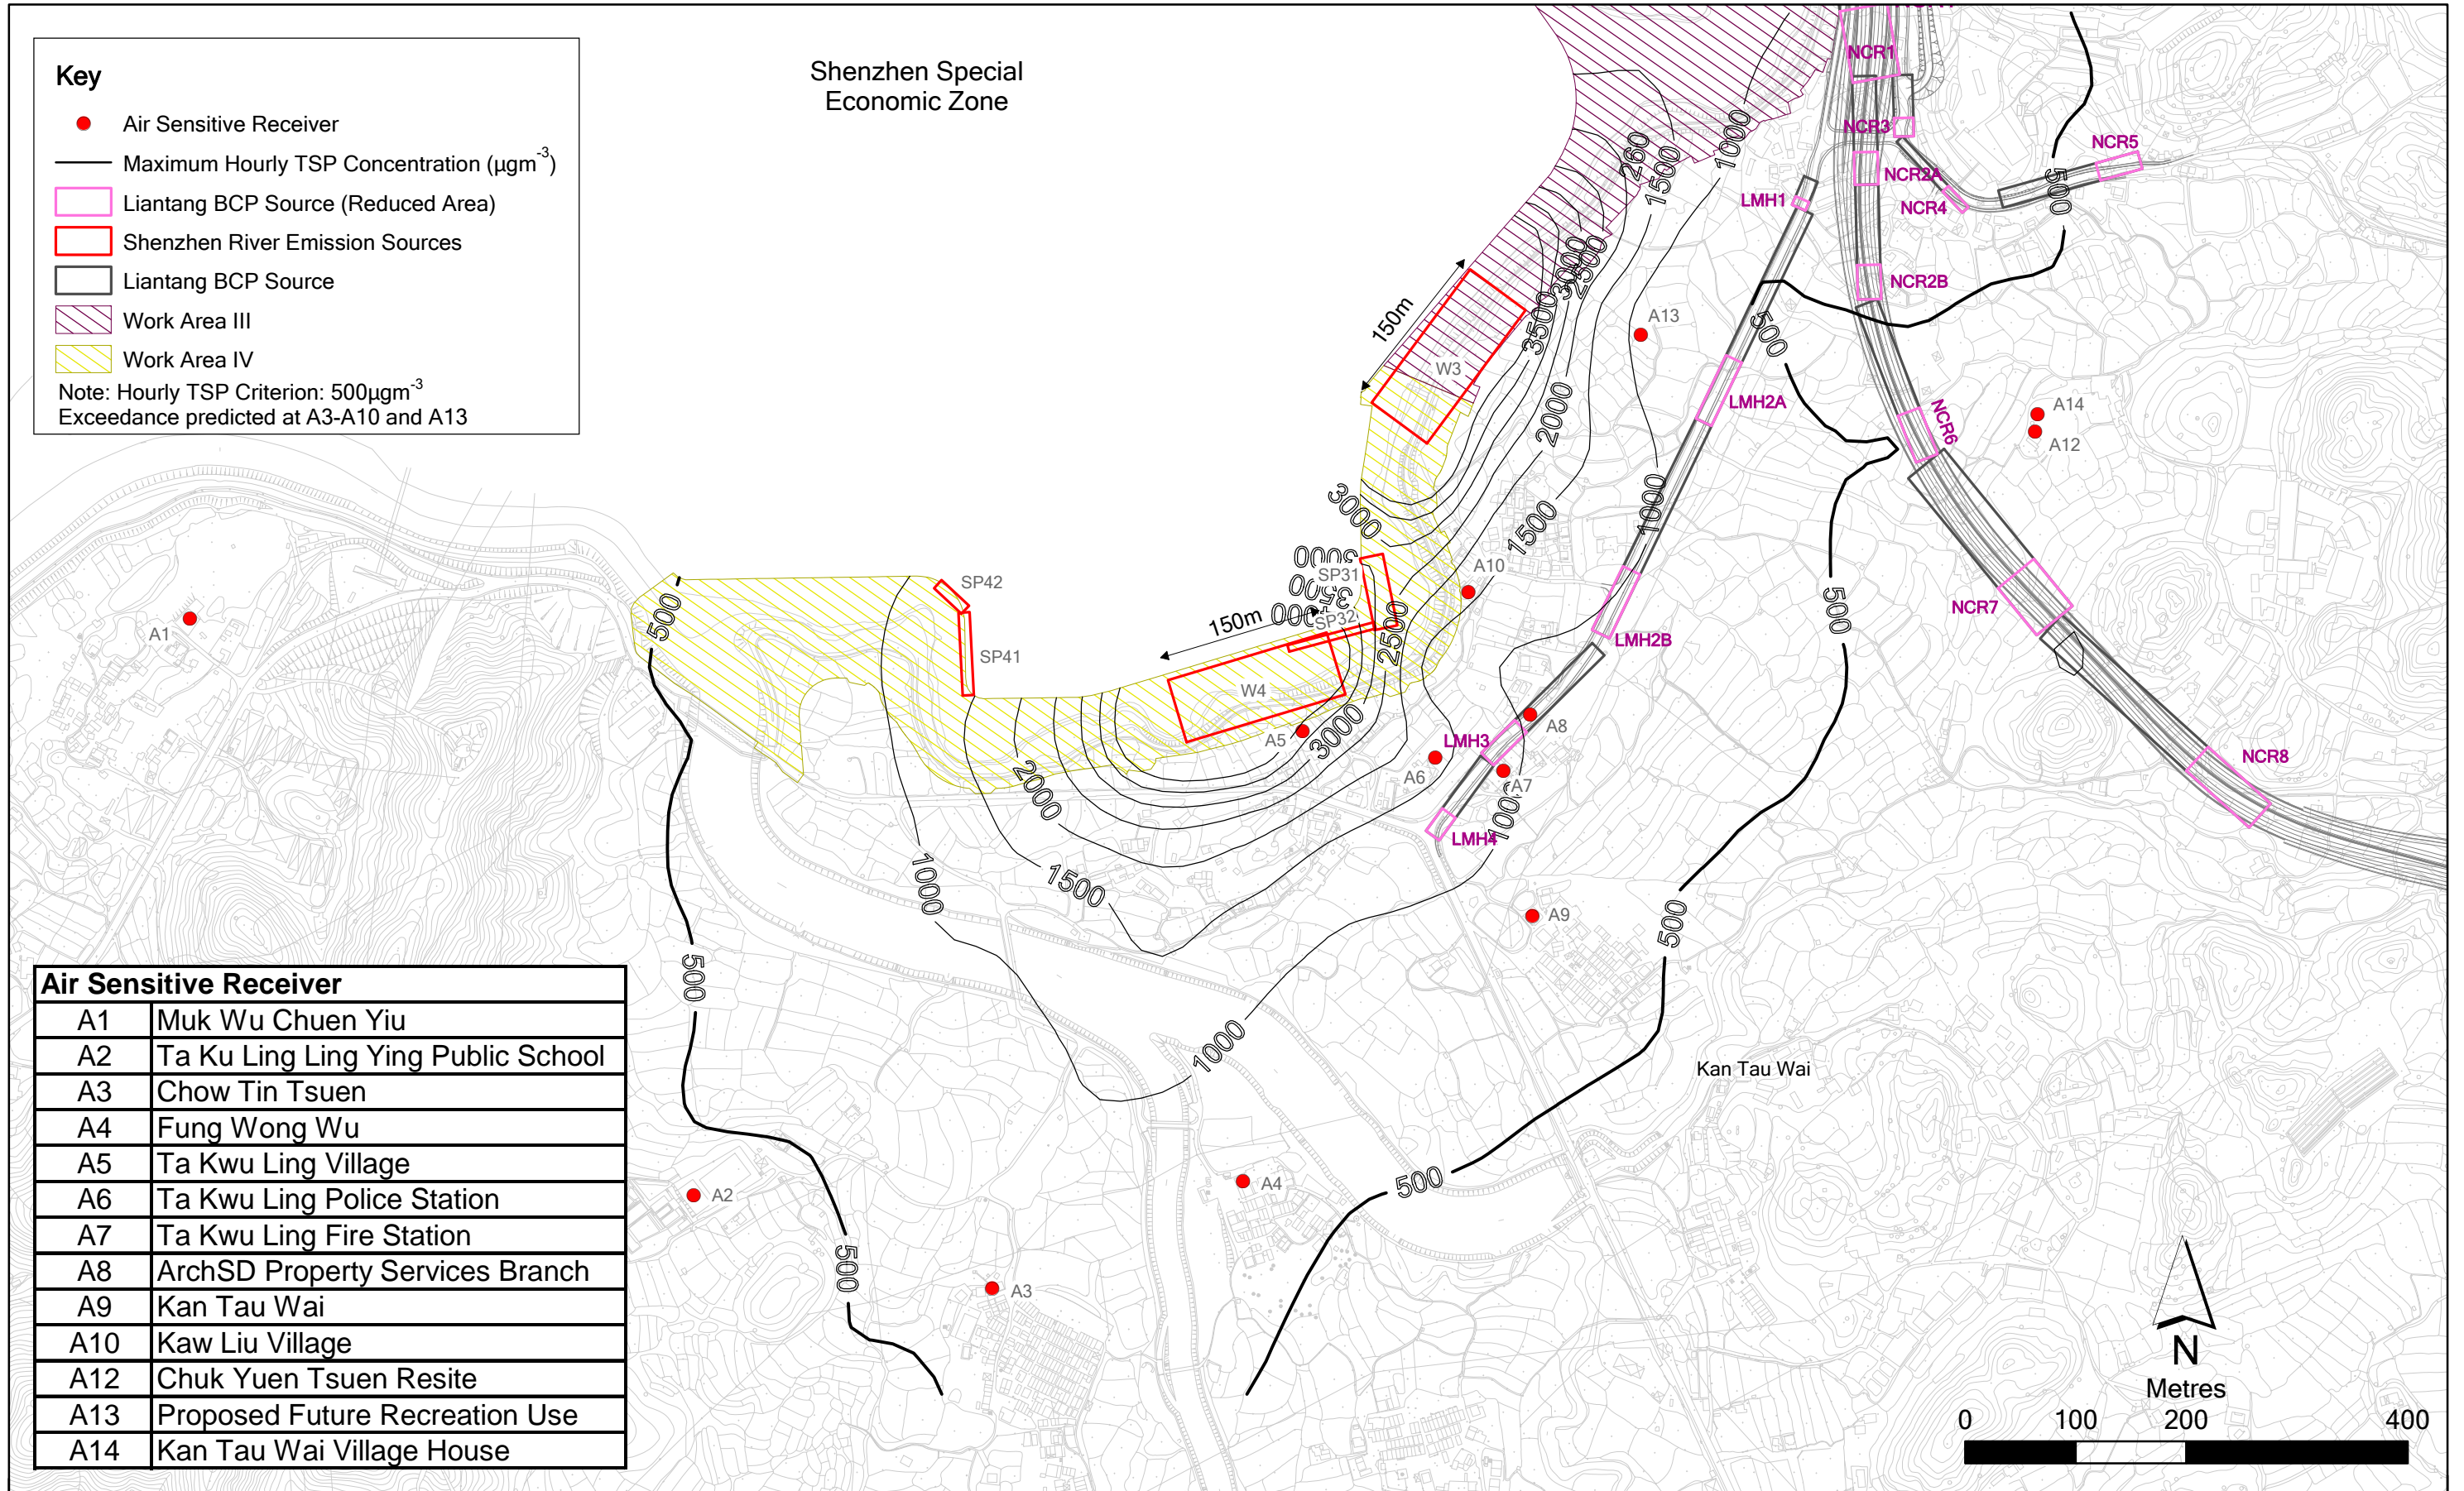 Key
Air Sensitive Receiver
Maximum Hourly TSP Concentration (µgm⁻³)
Liantang BCP Source (Reduced Area)
Shenzhen River Emission Sources
Liantang BCP Source
Work Area III
Work Area IV
Note: Hourly TSP Criterion: 500µgm⁻³
Exceedance predicted at A3-A10 and A13
Shenzhen Special
Economic Zone
NCR1
NCR3
NCR2A
NCR4
NCR5
NCR2B
NCR6
NCR7
NCR8
LMH1
LMH2A
LMH2B
LMH3
LMH4
260
1500
1000
500
3000
2500
3500
2000
1500
1000
500
3000
3000
3500
4000
2500
3000
2000
1500
1000
1000
1000
500
500
500
500
500
500
150m
150m
W3
W4
SP31
SP32
SP41
SP42
A1
A2
A3
A4
A5
A6
A7
A8
A9
A10
A12
A13
A14
Kan Tau Wai
Air Sensitive Receiver
A1 Muk Wu Chuen Yiu
A2 Ta Ku Ling Ling Ying Public School
A3 Chow Tin Tsuen
A4 Fung Wong Wu
A5 Ta Kwu Ling Village
A6 Ta Kwu Ling Police Station
A7 Ta Kwu Ling Fire Station
A8 ArchSD Property Services Branch
A9 Kan Tau Wai
A10 Kaw Liu Village
A12 Chuk Yuen Tsuen Resite
A13 Proposed Future Recreation Use
A14 Kan Tau Wai Village House
N
Metres
0 100 200 400